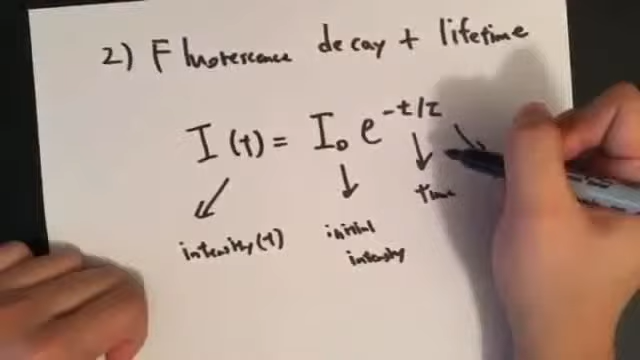 2) Fluorescence decay + lifetime
I (t) = I₀ e^-t/τ
time
intensity (t) initial
intensity